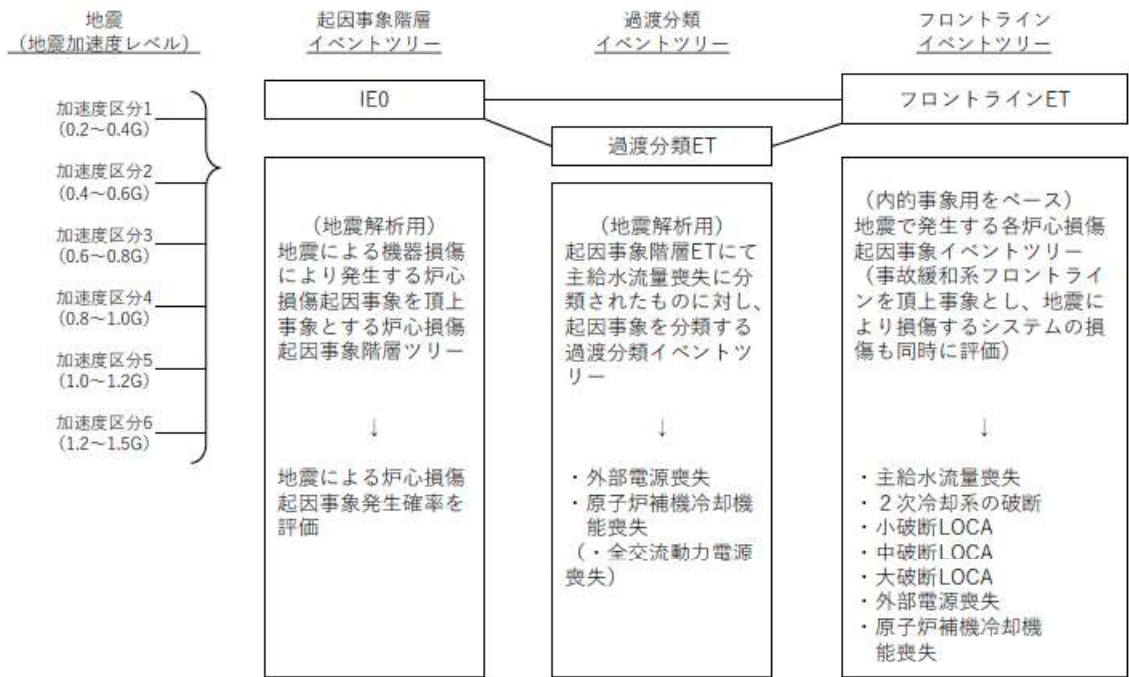 地震
(地震加速度レベル)
起因事象階層
イベントツリー
過渡分類
イベントツリー
フロントライン
イベントツリー
加速度区分1
(0.2～0.4G)
加速度区分2
(0.4～0.6G)
加速度区分3
(0.6～0.8G)
加速度区分4
(0.8～1.0G)
加速度区分5
(1.0～1.2G)
加速度区分6
(1.2～1.5G)
IE0
過渡分類ET
フロントラインET
（地震解析用）
地震による機器損傷
により発生する炉心
損傷起因事象を頂上
事象とする炉心損傷
起因事象階層ツリー
↓
地震による炉心損傷
起因事象発生確率を
評価
（地震解析用）
起因事象階層ETにて
主給水流量喪失に分
類されたものに対し、
起因事象を分類する
過渡分類イベントツ
リー
↓
・外部電源喪失
・原子炉補機冷却機
能喪失
（・全交流動力電源
喪失）
（内的事象用をベース）
地震で発生する各炉心損傷
起因事象イベントツリー
（事故緩和系フロントライ
ンを頂上事象とし、地震に
より損傷するシステムの損
傷も同時に評価）
↓
・主給水流量喪失
・２次冷却系の破断
・小破断LOCA
・中破断LOCA
・大破断LOCA
・外部電源喪失
・原子炉補機冷却機
能喪失